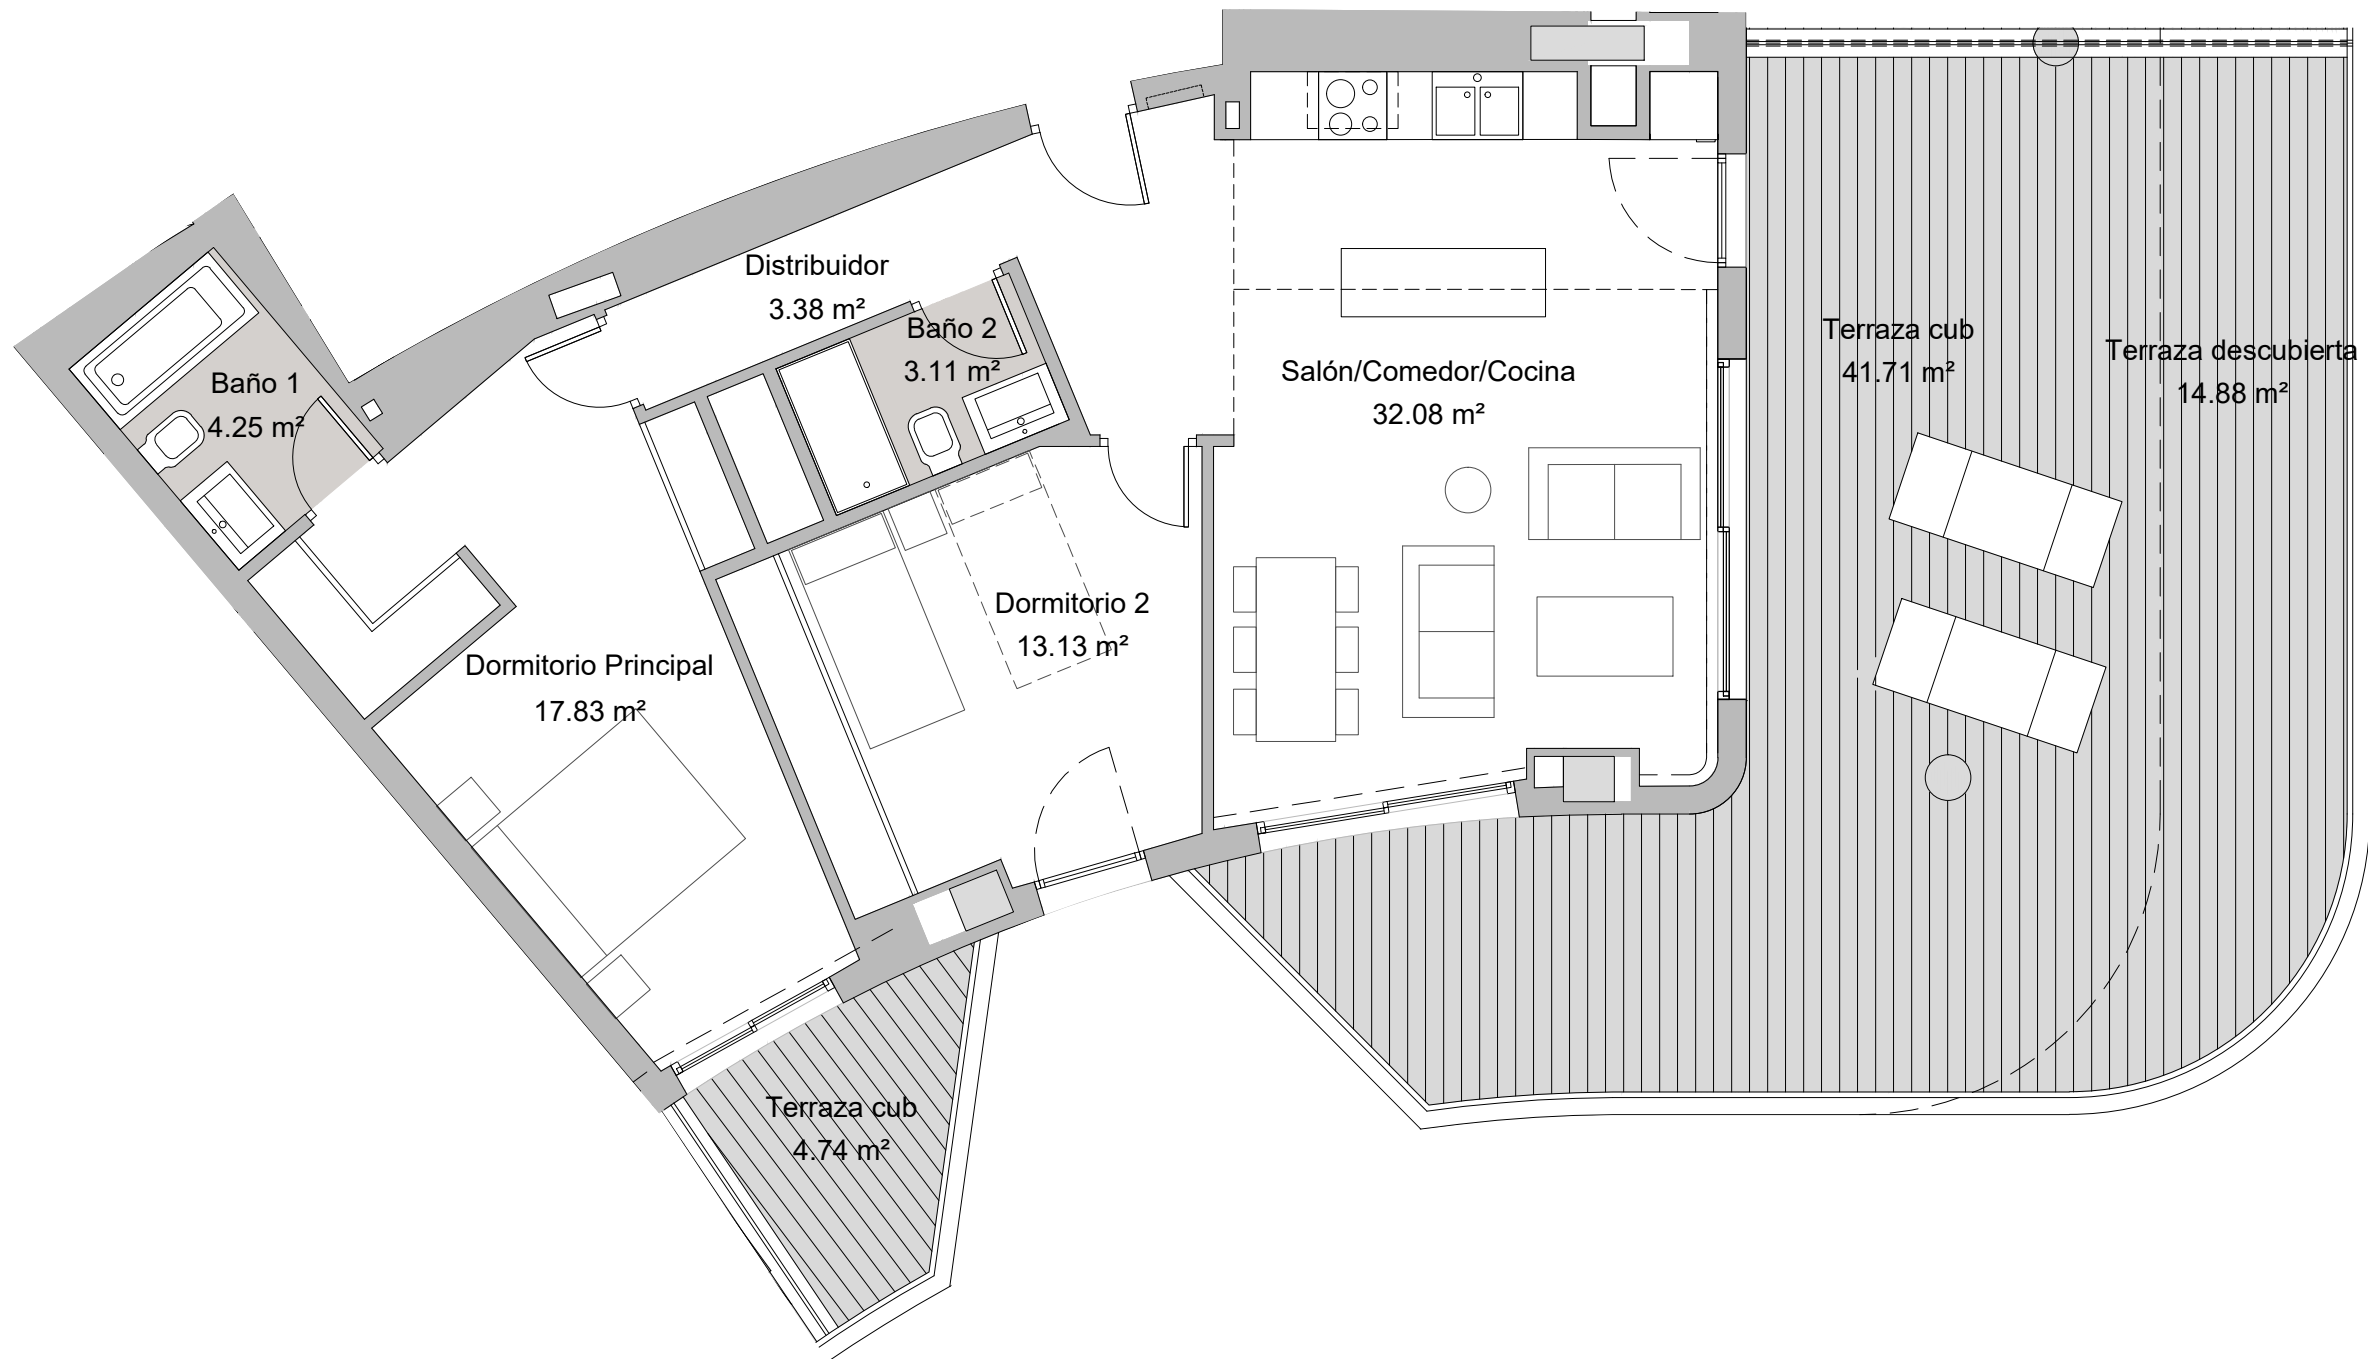 Distribuidor
3.38 m²
Baño 2
3.11 m²
Baño 1
4.25 m²
Salón/Comedor/Cocina
32.08 m²
Terraza cub
41.71 m²
Terraza descubierta
14.88 m²
Dormitorio 2
13.13 m²
Dormitorio Principal
17.83 m²
Terraza cub
4.74 m²